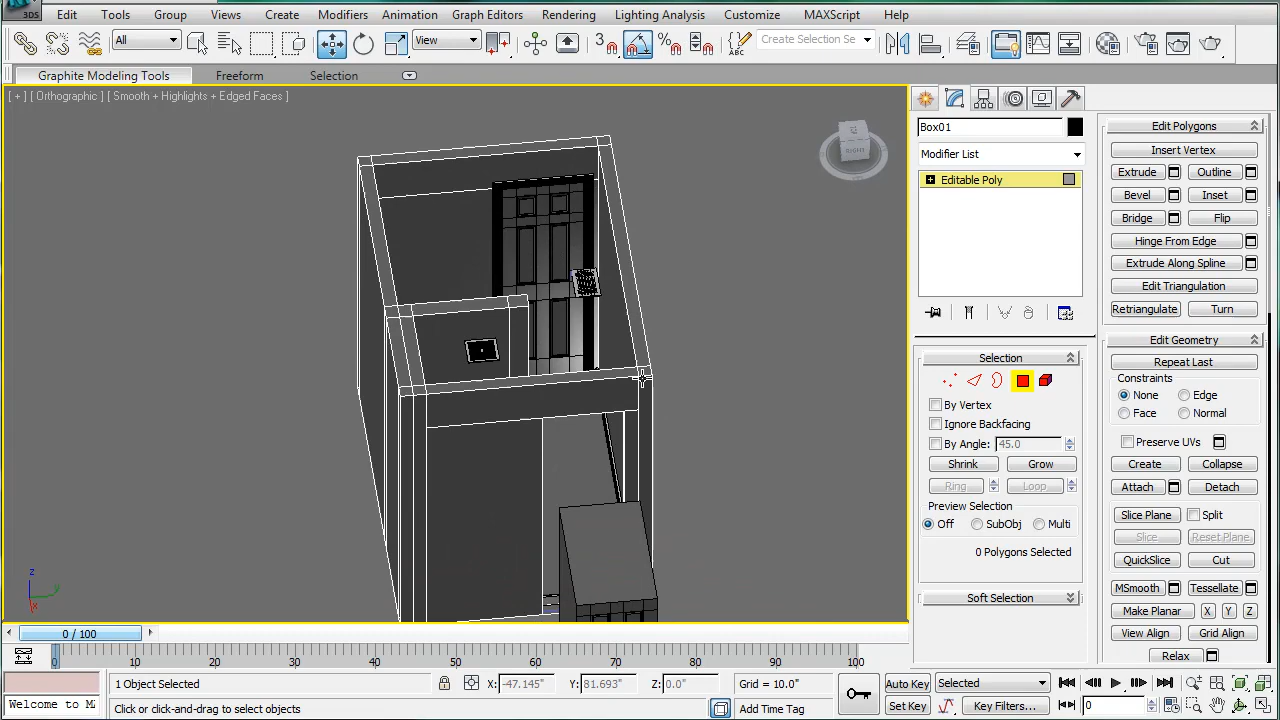 3DS Edit Tools Group Views Create Modifiers Animation Graph Editors Rendering Lighting Analysis Customize MAXScript Help
All View 3 ABC Create Selection Se
Graphite Modeling Tools Freeform Selection
[ + ] [ Orthographic ] [ Smooth + Highlights + Edged Faces ]
Box01
Modifier List
Editable Poly
Selection
By Vertex
Ignore Backfacing
By Angle: 45.0
Shrink Grow
Ring Loop
Preview Selection
Off SubObj Multi
0 Polygons Selected
Soft Selection
Edit Polygons
Insert Vertex
Extrude Outline
Bevel Inset
Bridge Flip
Hinge From Edge
Extrude Along Spline
Edit Triangulation
Retriangulate Turn
Edit Geometry
Repeat Last
Constraints
None Edge
Face Normal
Preserve UVs
Create Collapse
Attach Detach
Slice Plane Split
Slice Reset Plane
QuickSlice Cut
MSmooth Tessellate
Make Planar X Y Z
View Align Grid Align
Relax
z y x
0 / 100
0 10 20 30 40 50 60 70 80 90 100
1 Object Selected X: -47.145" Y: 81.693" Z: 0.0" Grid = 10.0" Auto Key Selected
Welcome to MA Click or click-and-drag to select objects Add Time Tag Set Key Key Filters... 0